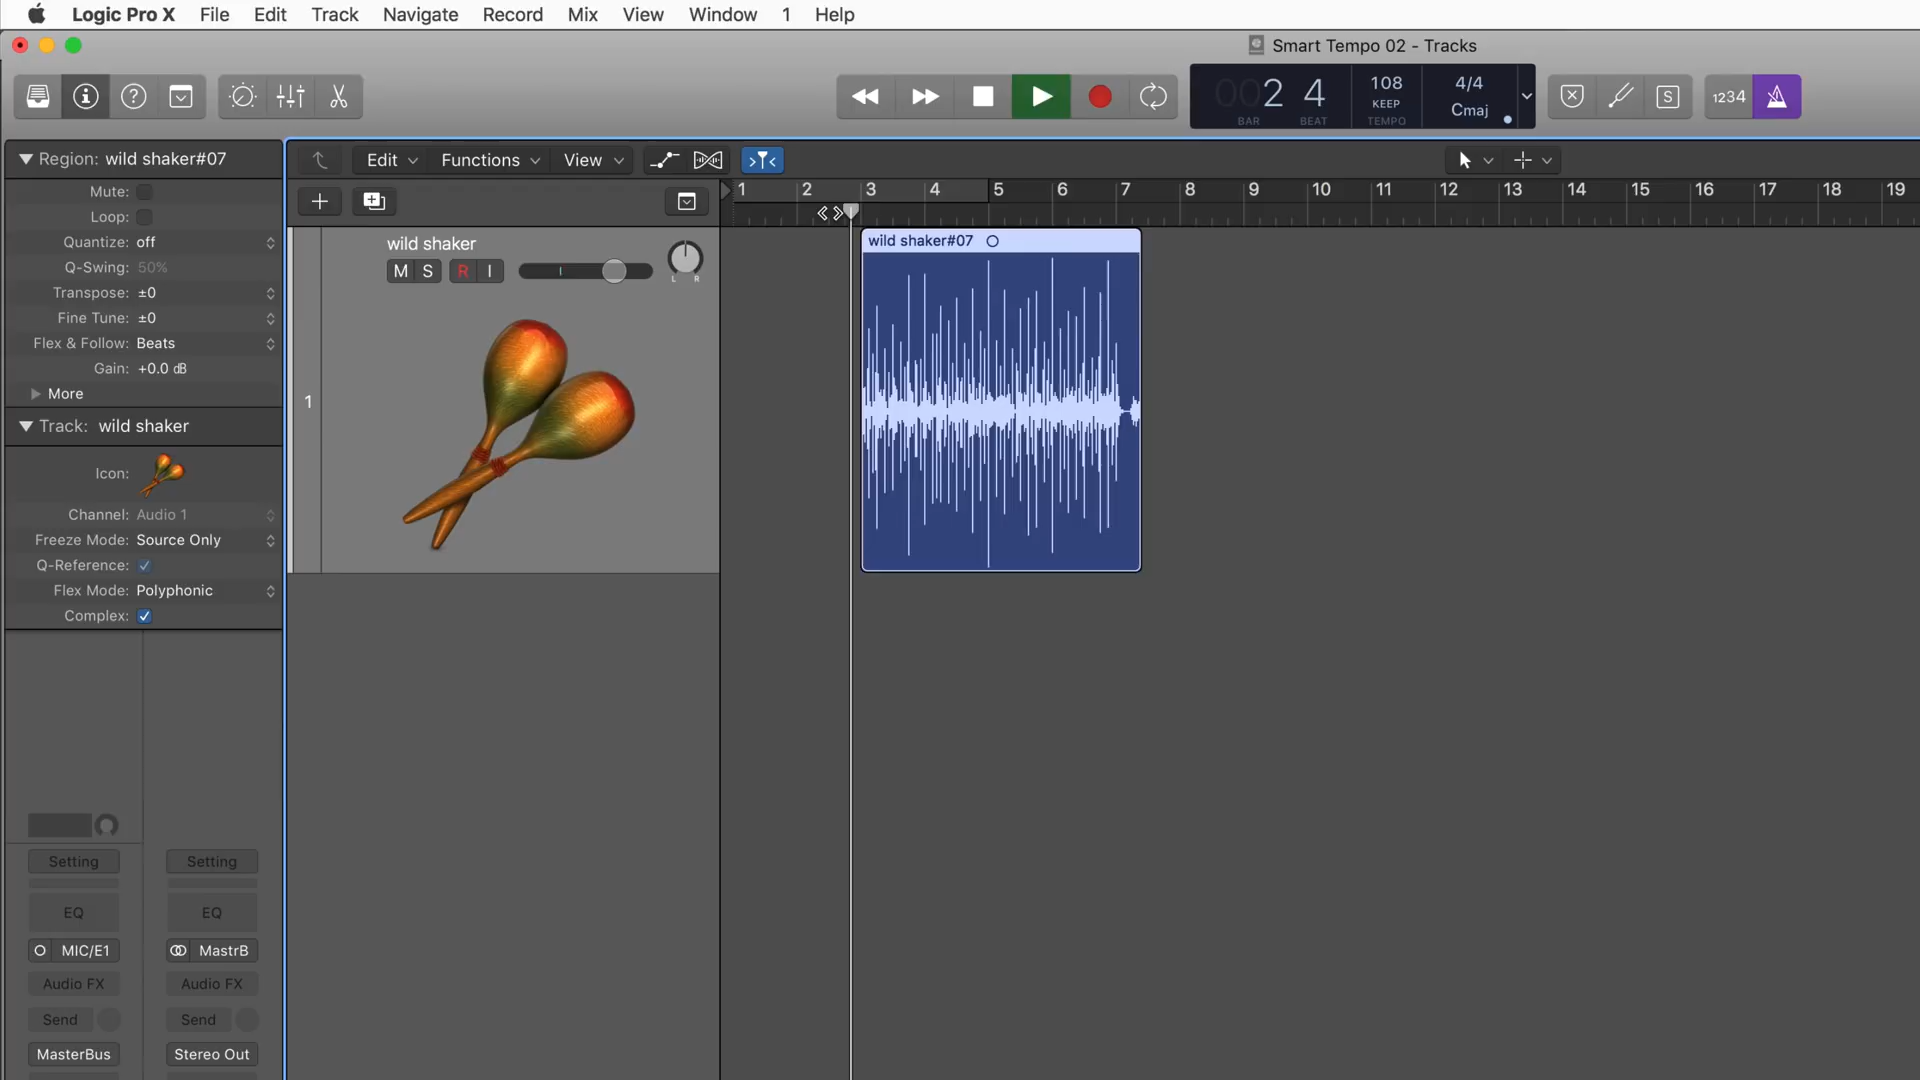 Logic Pro X File Edit Track Navigate Record Mix View Window 1 Help
Smart Tempo 02 - Tracks
002 4 108 4/4
KEEP Cmaj
BAR BEAT TEMPO
S 1234
Region: wild shaker#07
Edit Functions View
Mute:
Loop:
Quantize: off
Q-Swing: 50%
Transpose: ±0
Fine Tune: ±0
Flex & Follow: Beats
Gain: +0.0 dB
More
Track: wild shaker
Icon:
Channel: Audio 1
Freeze Mode: Source Only
Q-Reference:
Flex Mode: Polyphonic
Complex:
1 2 3 4 5 6 7 8 9 10 11 12 13 14 15 16 17 18 19
1
wild shaker
M S R I
L R
wild shaker#07
Setting Setting
EQ EQ
MIC/E1 MastrB
Audio FX Audio FX
Send Send
MasterBus Stereo Out